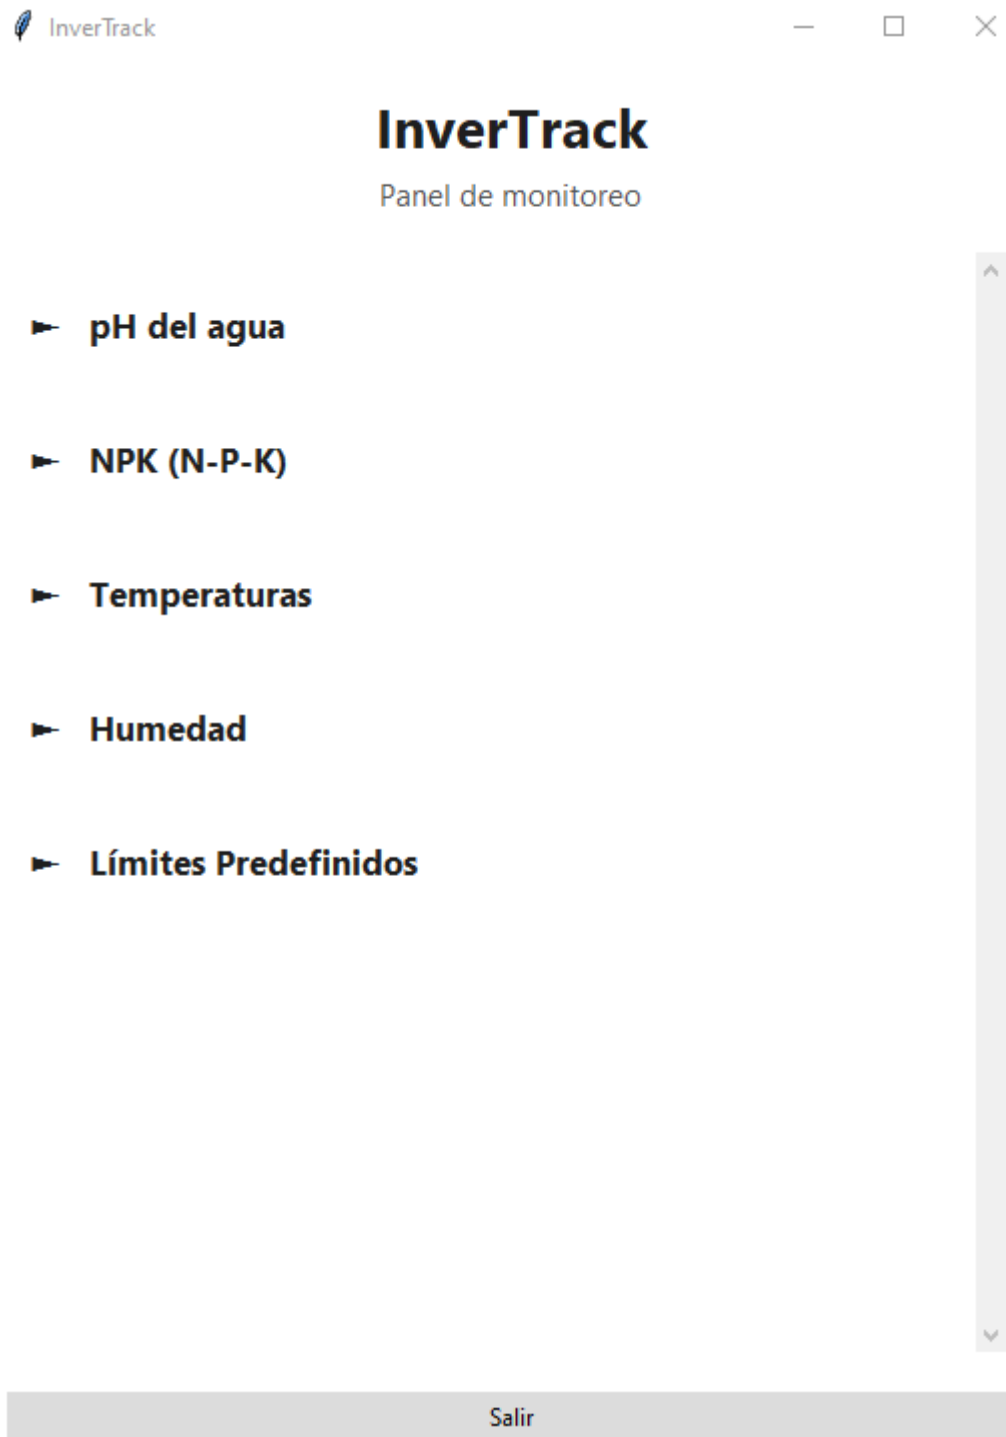 InverTrack
InverTrack
Panel de monitoreo
pH del agua
NPK (N-P-K)
Temperaturas
Humedad
Límites Predefinidos
Salir